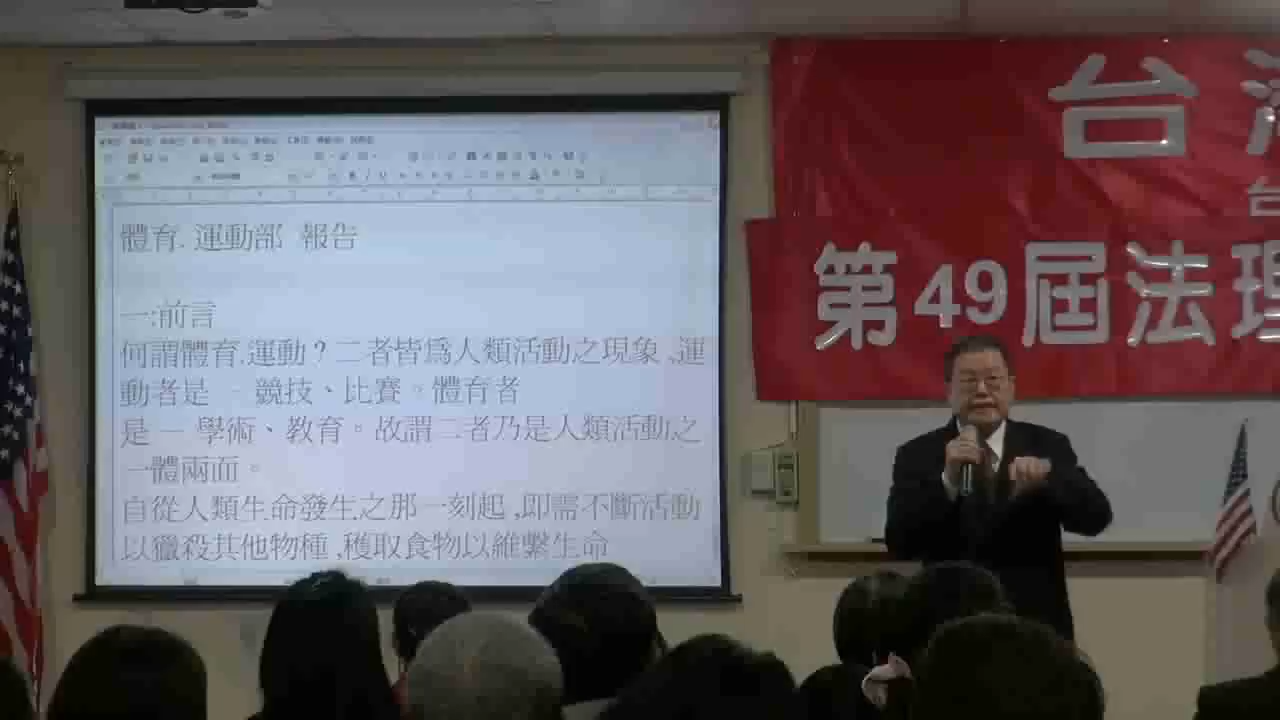 體育. 運動部 報告
一:前言
何謂體育.運動？二者皆為人類活動之現象、運
動者是 一 競技、比賽。體育者
是 一 學術、教育。故謂二者乃是人類活動之
一體兩面。
自從人類生命發生之那一刻起,即需不斷活動
以獵殺其他物種,穫取食物以維繫生命
台
台
第49屆法理